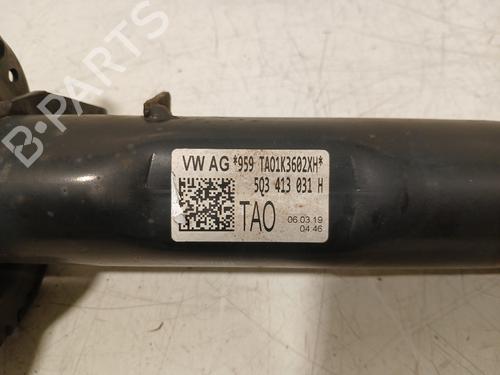 B-PARTS
VW AG *959 TA01K3602XH*
5Q3 413 031 H
TAO
06.03.19
04:46